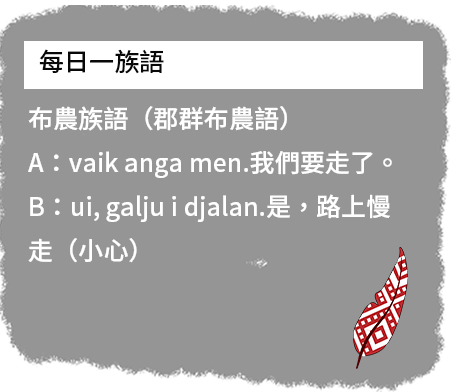 每日一族語
布農族語（郡群布農語）
A：vaik anga men.我們要走了。
B：ui, galju i djalan.是，路上慢
走（小心）